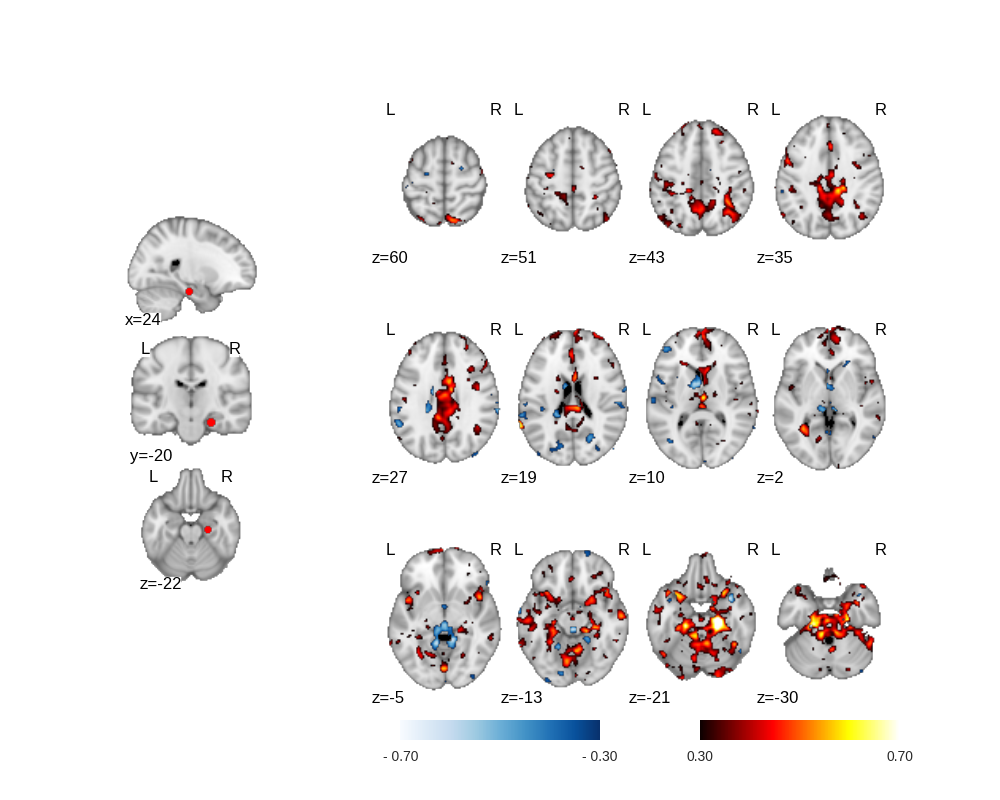 L R L R L R L R
z=60 z=51 z=43 z=35
x=24
L R
y=-20
L R
z=-22
L R L R L R L R
z=27 z=19 z=10 z=2
L R L R L R L R
z=-5 z=-13 z=-21 z=-30
- 0.70 - 0.30 0.30 0.70